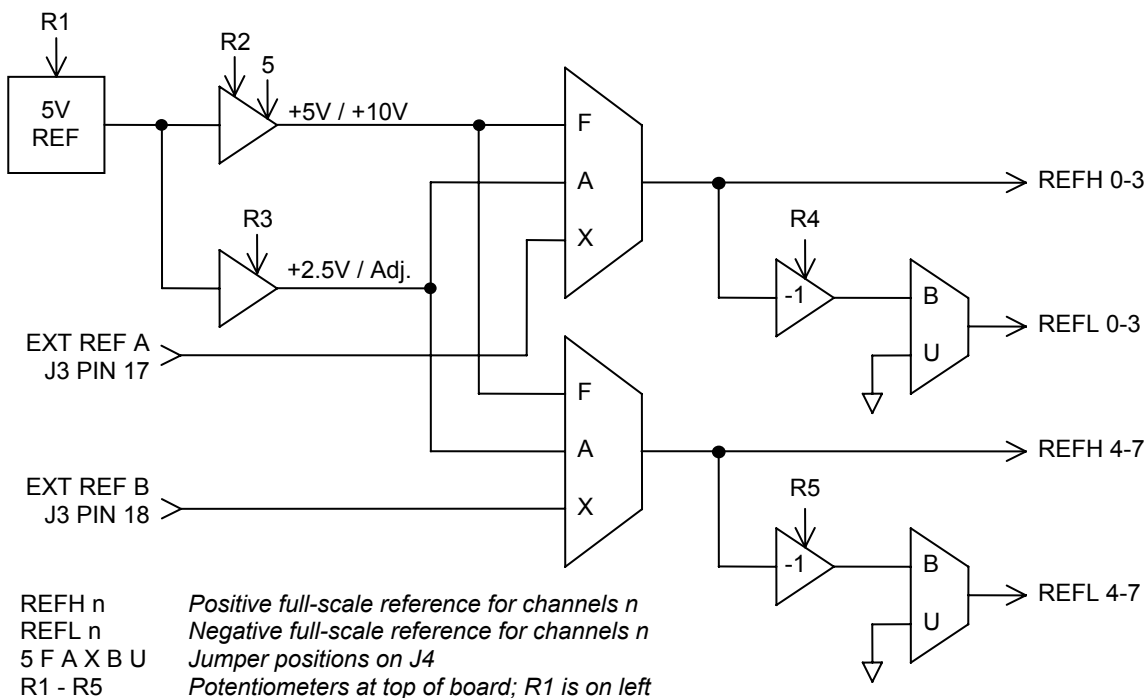 R1
R2
5
5V
REF
+5V / +10V
F
A
X
REFH 0-3
R3
+2.5V / Adj.
R4
-1
B
U
REFL 0-3
EXT REF A
J3 PIN 17
F
A
X
REFH 4-7
EXT REF B
J3 PIN 18
R5
-1
B
U
REFL 4-7
REFH n Positive full-scale reference for channels n
REFL n Negative full-scale reference for channels n
5 F A X B U Jumper positions on J4
R1 - R5 Potentiometers at top of board; R1 is on left